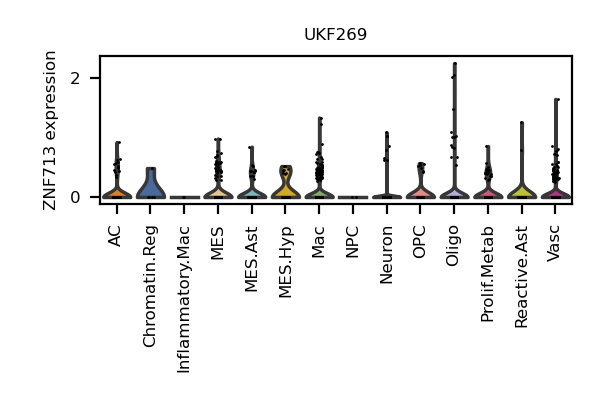 UKF269
ZNF713 expression
2
0
AC
Chromatin.Reg
Inflammatory.Mac
MES
MES.Ast
MES.Hyp
Mac
NPC
Neuron
OPC
Oligo
Prolif.Metab
Reactive.Ast
Vasc